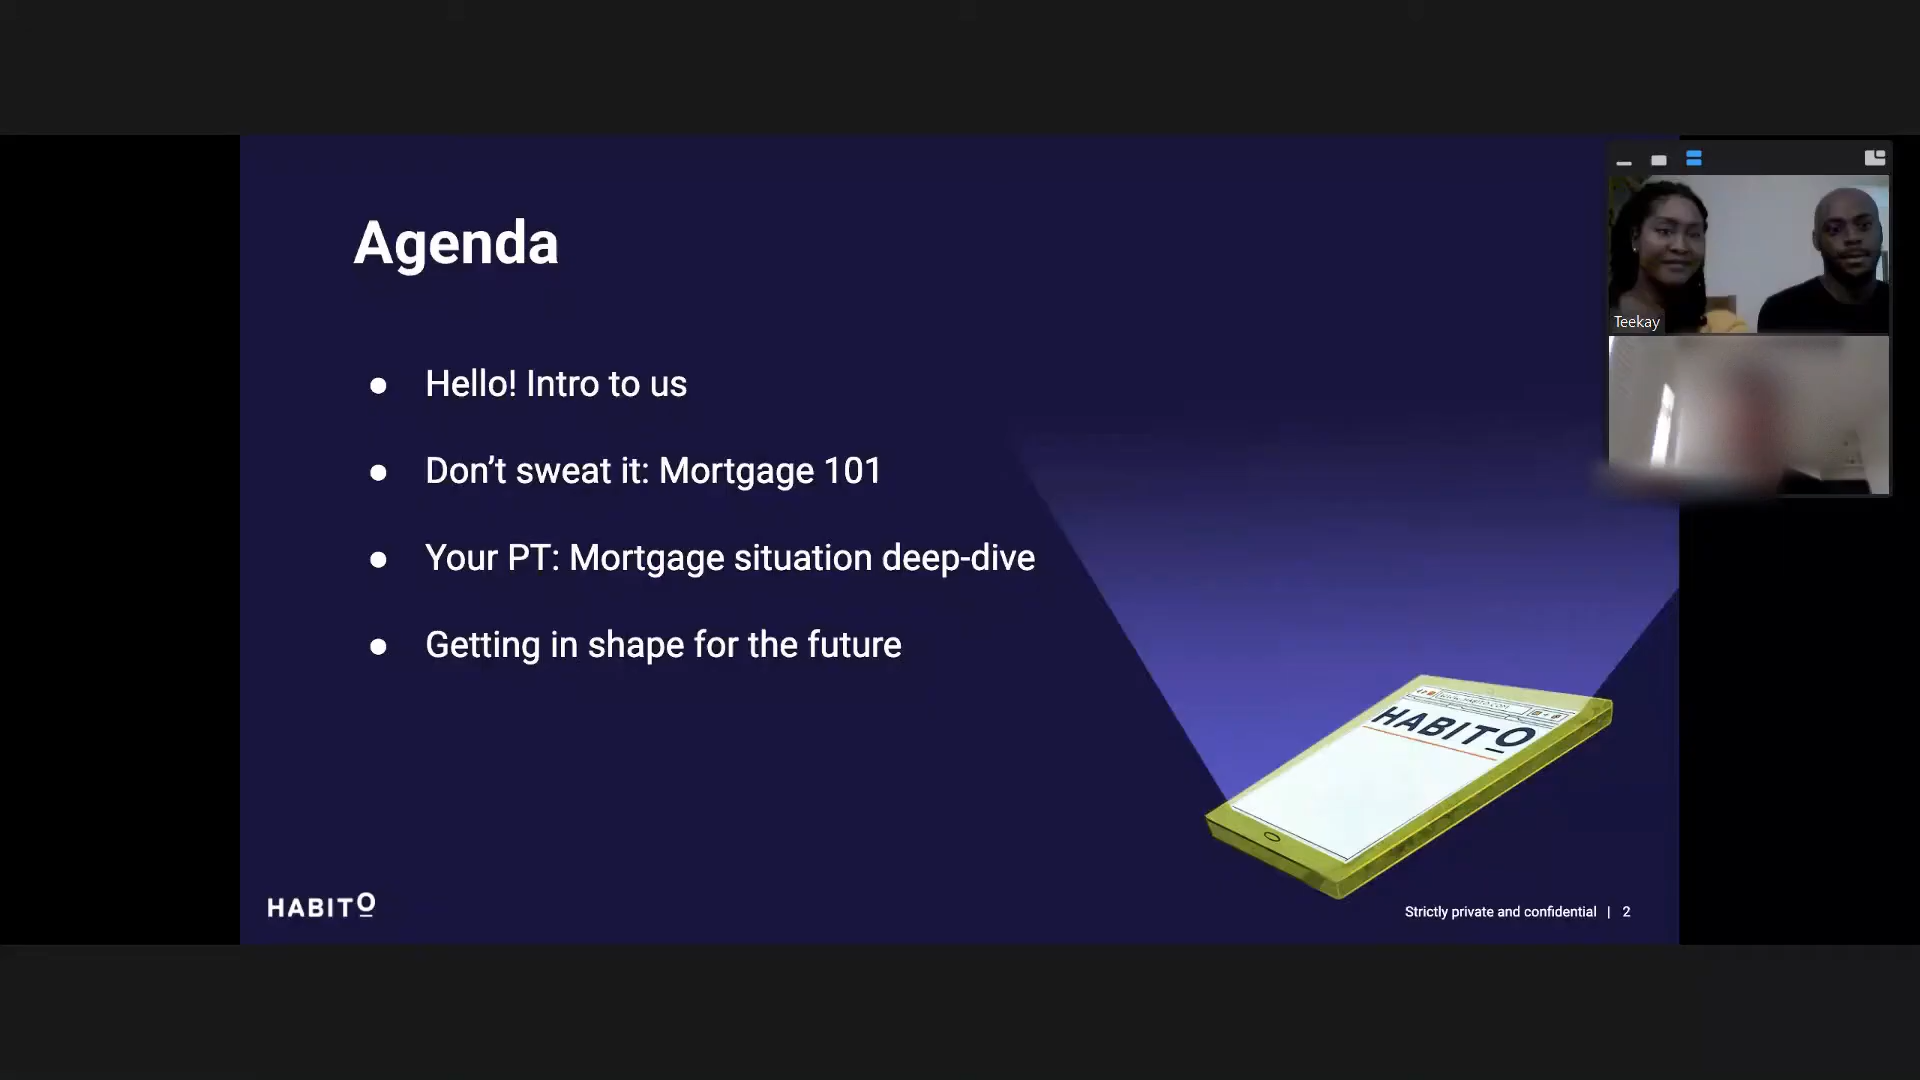 Agenda
Teekay
● Hello! Intro to us
● Don’t sweat it: Mortgage 101
● Your PT: Mortgage situation deep-dive
● Getting in shape for the future
HABITO
HABITO
Strictly private and confidential | 2